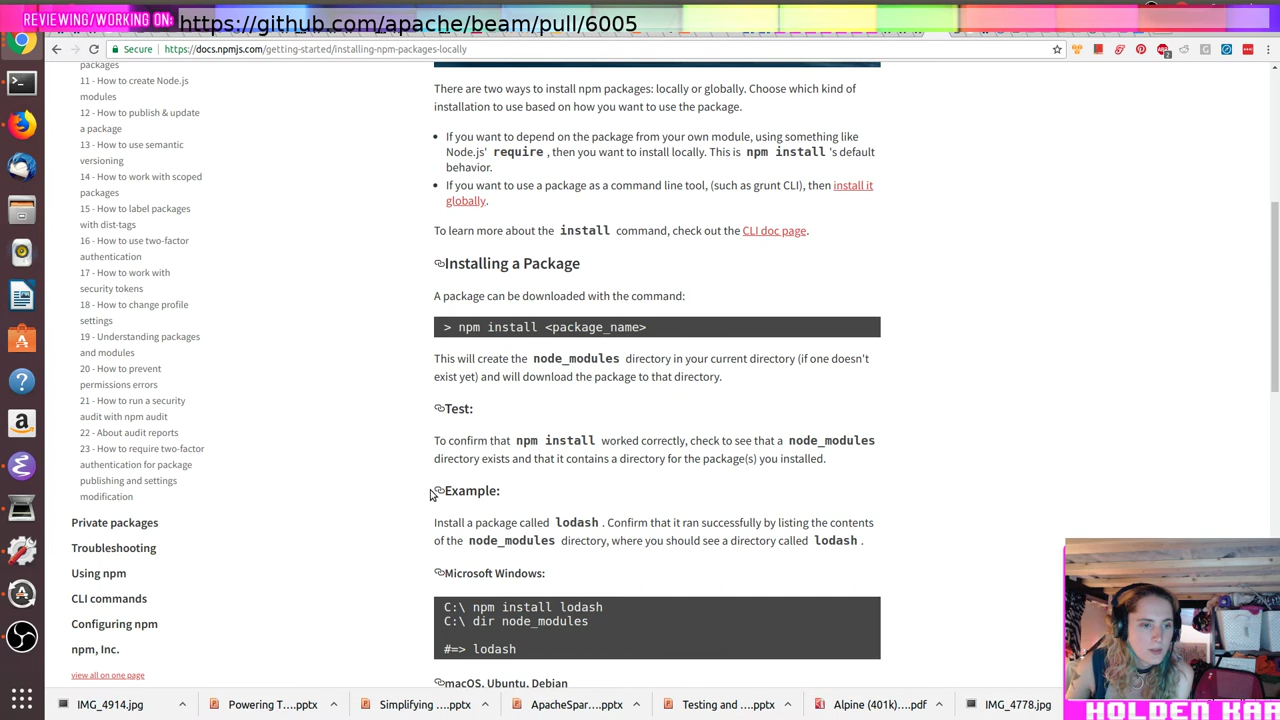 REVIEWING/WORKING ON: https://github.com/apache/beam/pull/6005
Secure https://docs.npmjs.com/getting-started/installing-npm-packages-locally
packages
11 - How to create Node.js
modules
12 - How to publish & update
a package
13 - How to use semantic
versioning
14 - How to work with scoped
packages
15 - How to label packages
with dist-tags
16 - How to use two-factor
authentication
17 - How to work with
security tokens
18 - How to change profile
settings
19 - Understanding packages
and modules
20 - How to prevent
permissions errors
21 - How to run a security
audit with npm audit
22 - About audit reports
23 - How to require two-factor
authentication for package
publishing and settings
modification
Private packages
Troubleshooting
Using npm
CLI commands
Configuring npm
npm, Inc.
view all on one page
There are two ways to install npm packages: locally or globally. Choose which kind of
installation to use based on how you want to use the package.
• If you want to depend on the package from your own module, using something like
Node.js' require , then you want to install locally. This is npm install 's default
behavior.
• If you want to use a package as a command line tool, (such as grunt CLI), then install it
globally.
To learn more about the install command, check out the CLI doc page.
Installing a Package
A package can be downloaded with the command:
> npm install <package_name>
This will create the node_modules directory in your current directory (if one doesn't
exist yet) and will download the package to that directory.
Test:
To confirm that npm install worked correctly, check to see that a node_modules
directory exists and that it contains a directory for the package(s) you installed.
Example:
Install a package called lodash . Confirm that it ran successfully by listing the contents
of the node_modules directory, where you should see a directory called lodash .
Microsoft Windows:
C:\ npm install lodash
C:\ dir node_modules
#=> lodash
macOS, Ubuntu, Debian
IMG_4914.jpg
Powering T....pptx
Simplifying ....pptx
ApacheSpar....pptx
Testing and ....pptx
Alpine (401k)....pdf
IMG_4778.jpg
HOLDEN KAR